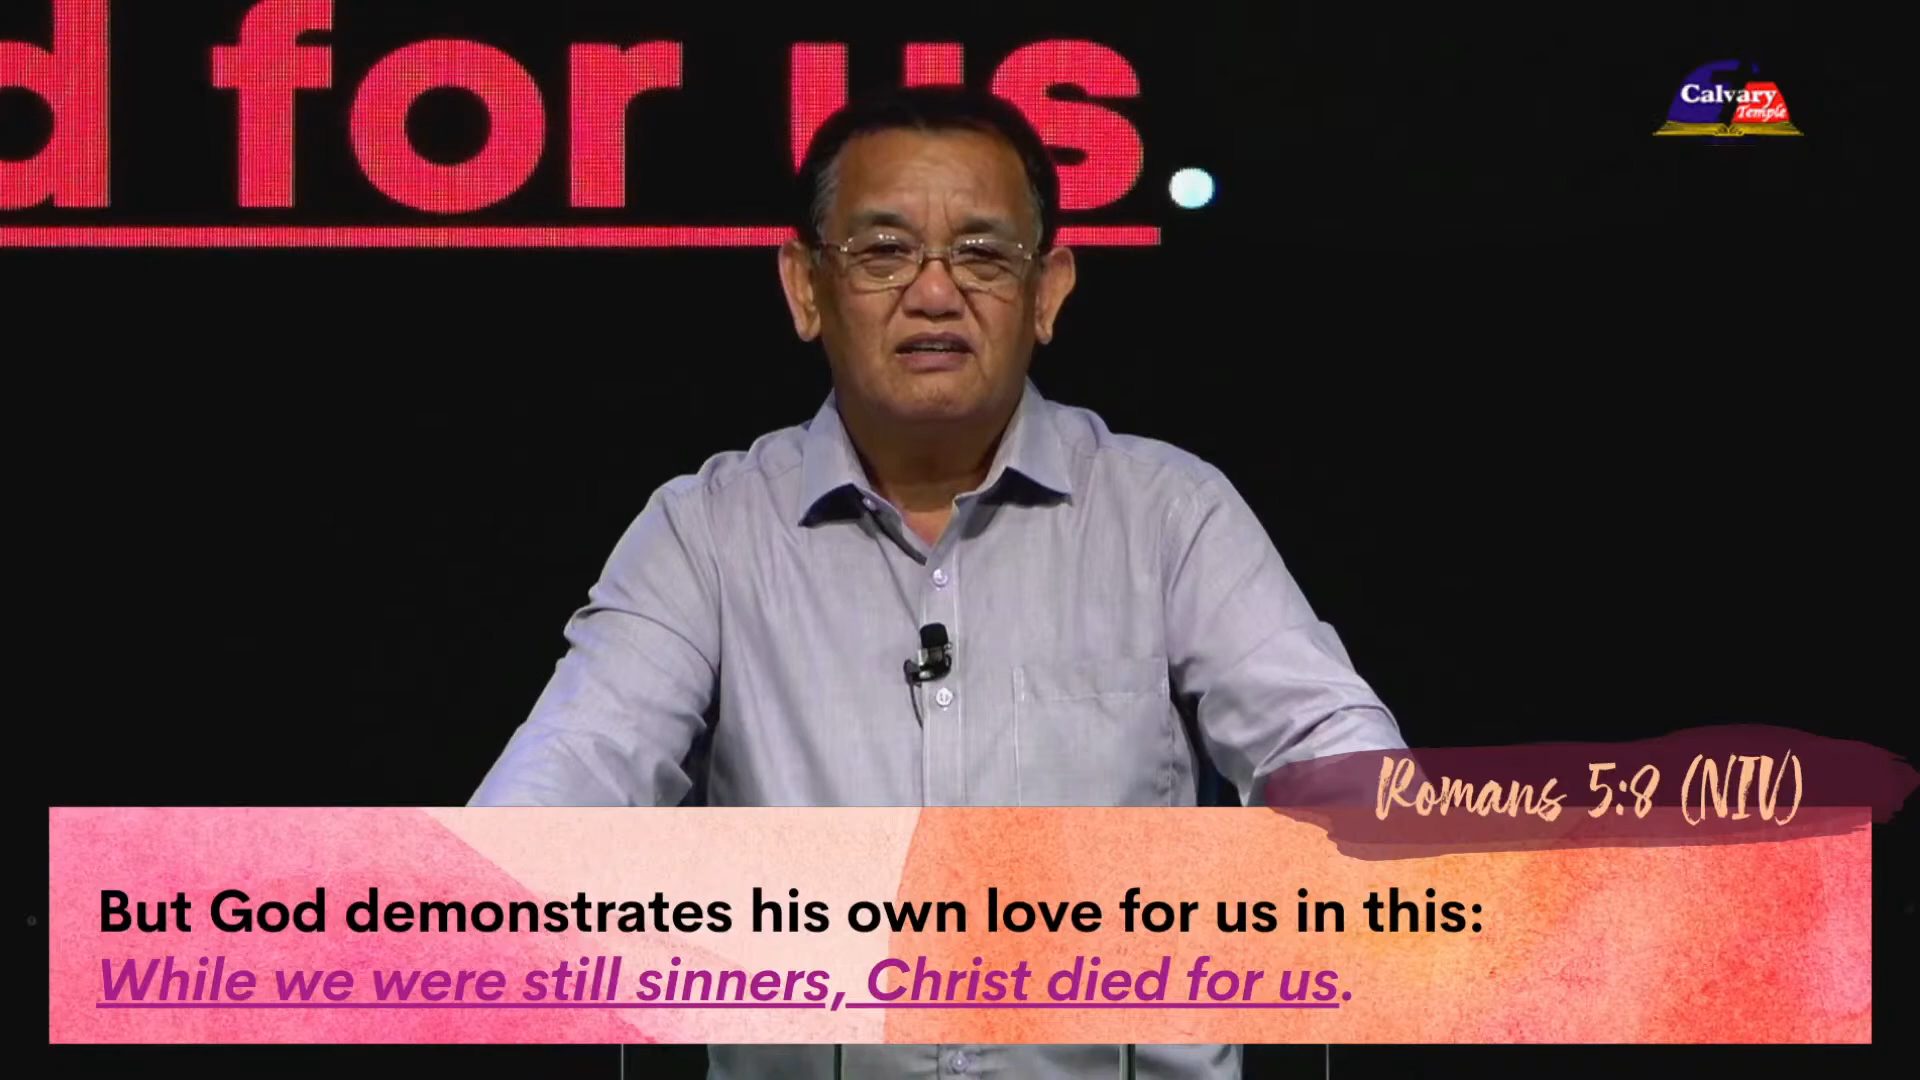 d for us.
Calvary
Temple
Romans 5:8 (NIV)
But God demonstrates his own love for us in this:
While we were still sinners, Christ died for us.